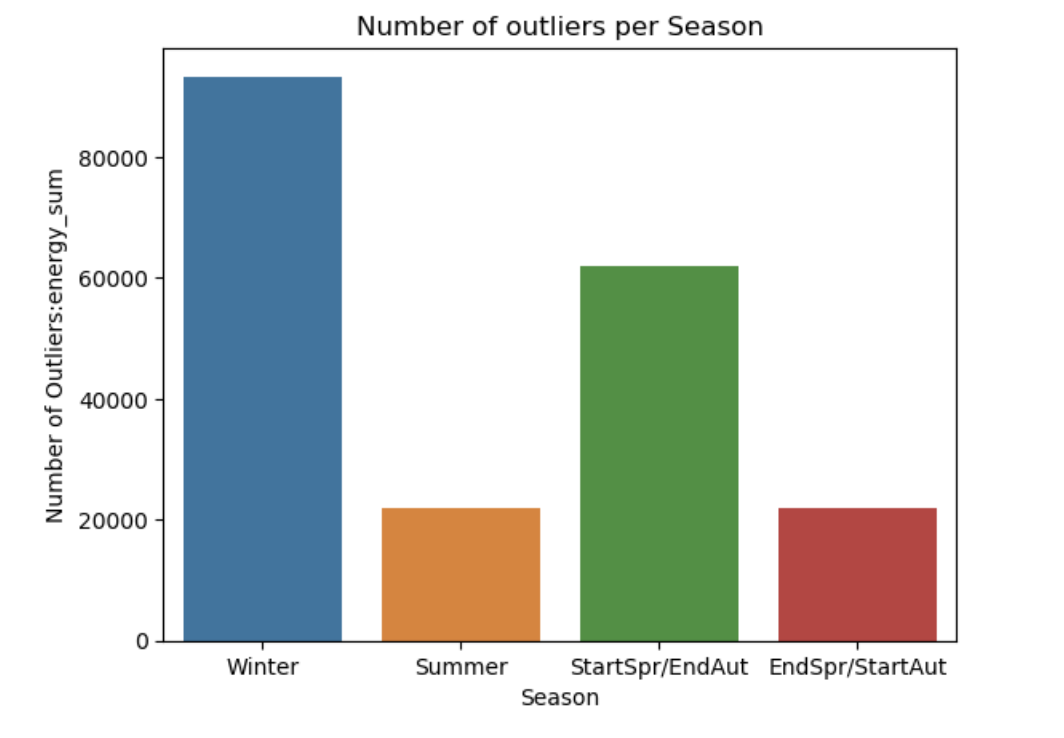 Number of outliers per Season
Number of Outliers:energy_sum
80000
60000
40000
20000
0
Winter Summer StartSpr/EndAut EndSpr/StartAut
Season